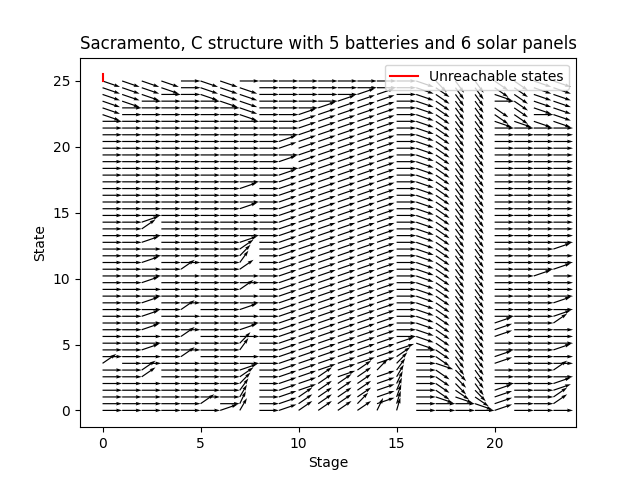 Sacramento, C structure with 5 batteries and 6 solar panels
Unreachable states
25
20
15
10
5
0
State
0 5 10 15 20
Stage